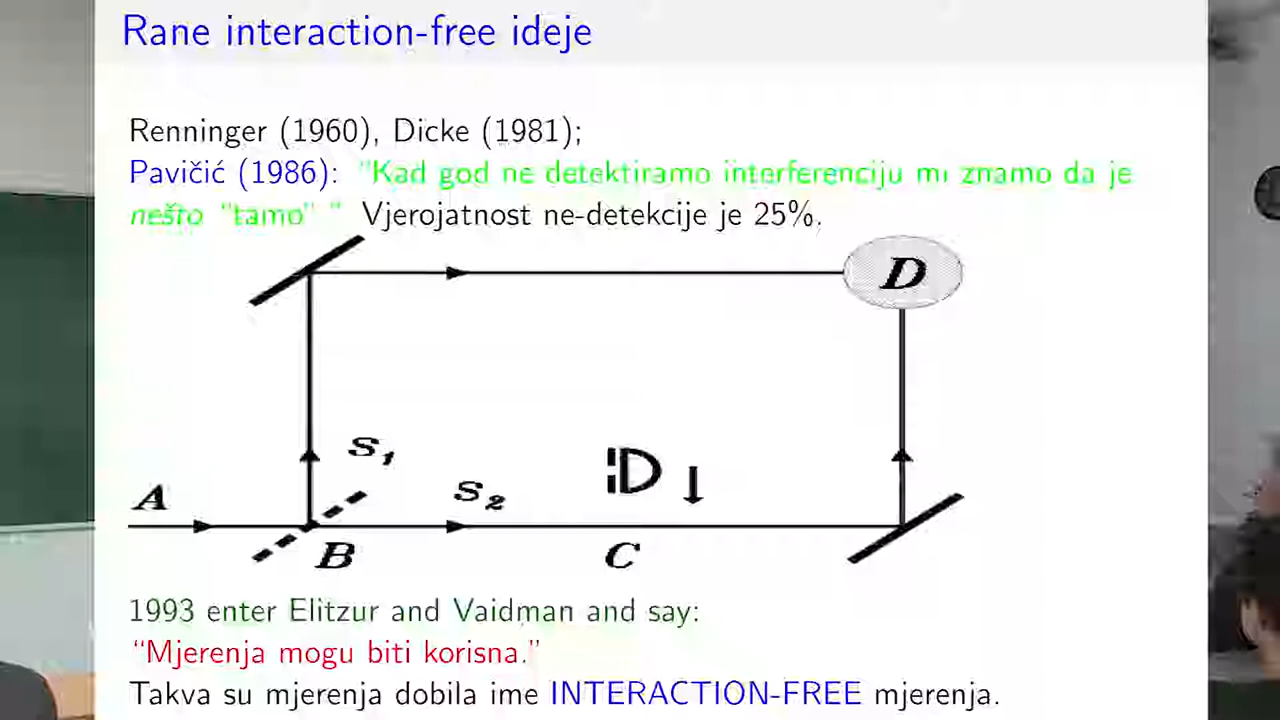 Rane interaction-free ideje
Renninger (1960), Dicke (1981);
Pavičić (1986): "Kad god ne detektiramo interferenciju mi znamo da je
nešto "tamo" " Vjerojatnost ne-detekcije je 25%.
D
S₁
D
A
S₂
B
C
1993 enter Elitzur and Vaidman and say:
"Mjerenja mogu biti korisna."
Takva su mjerenja dobila ime INTERACTION-FREE mjerenja.